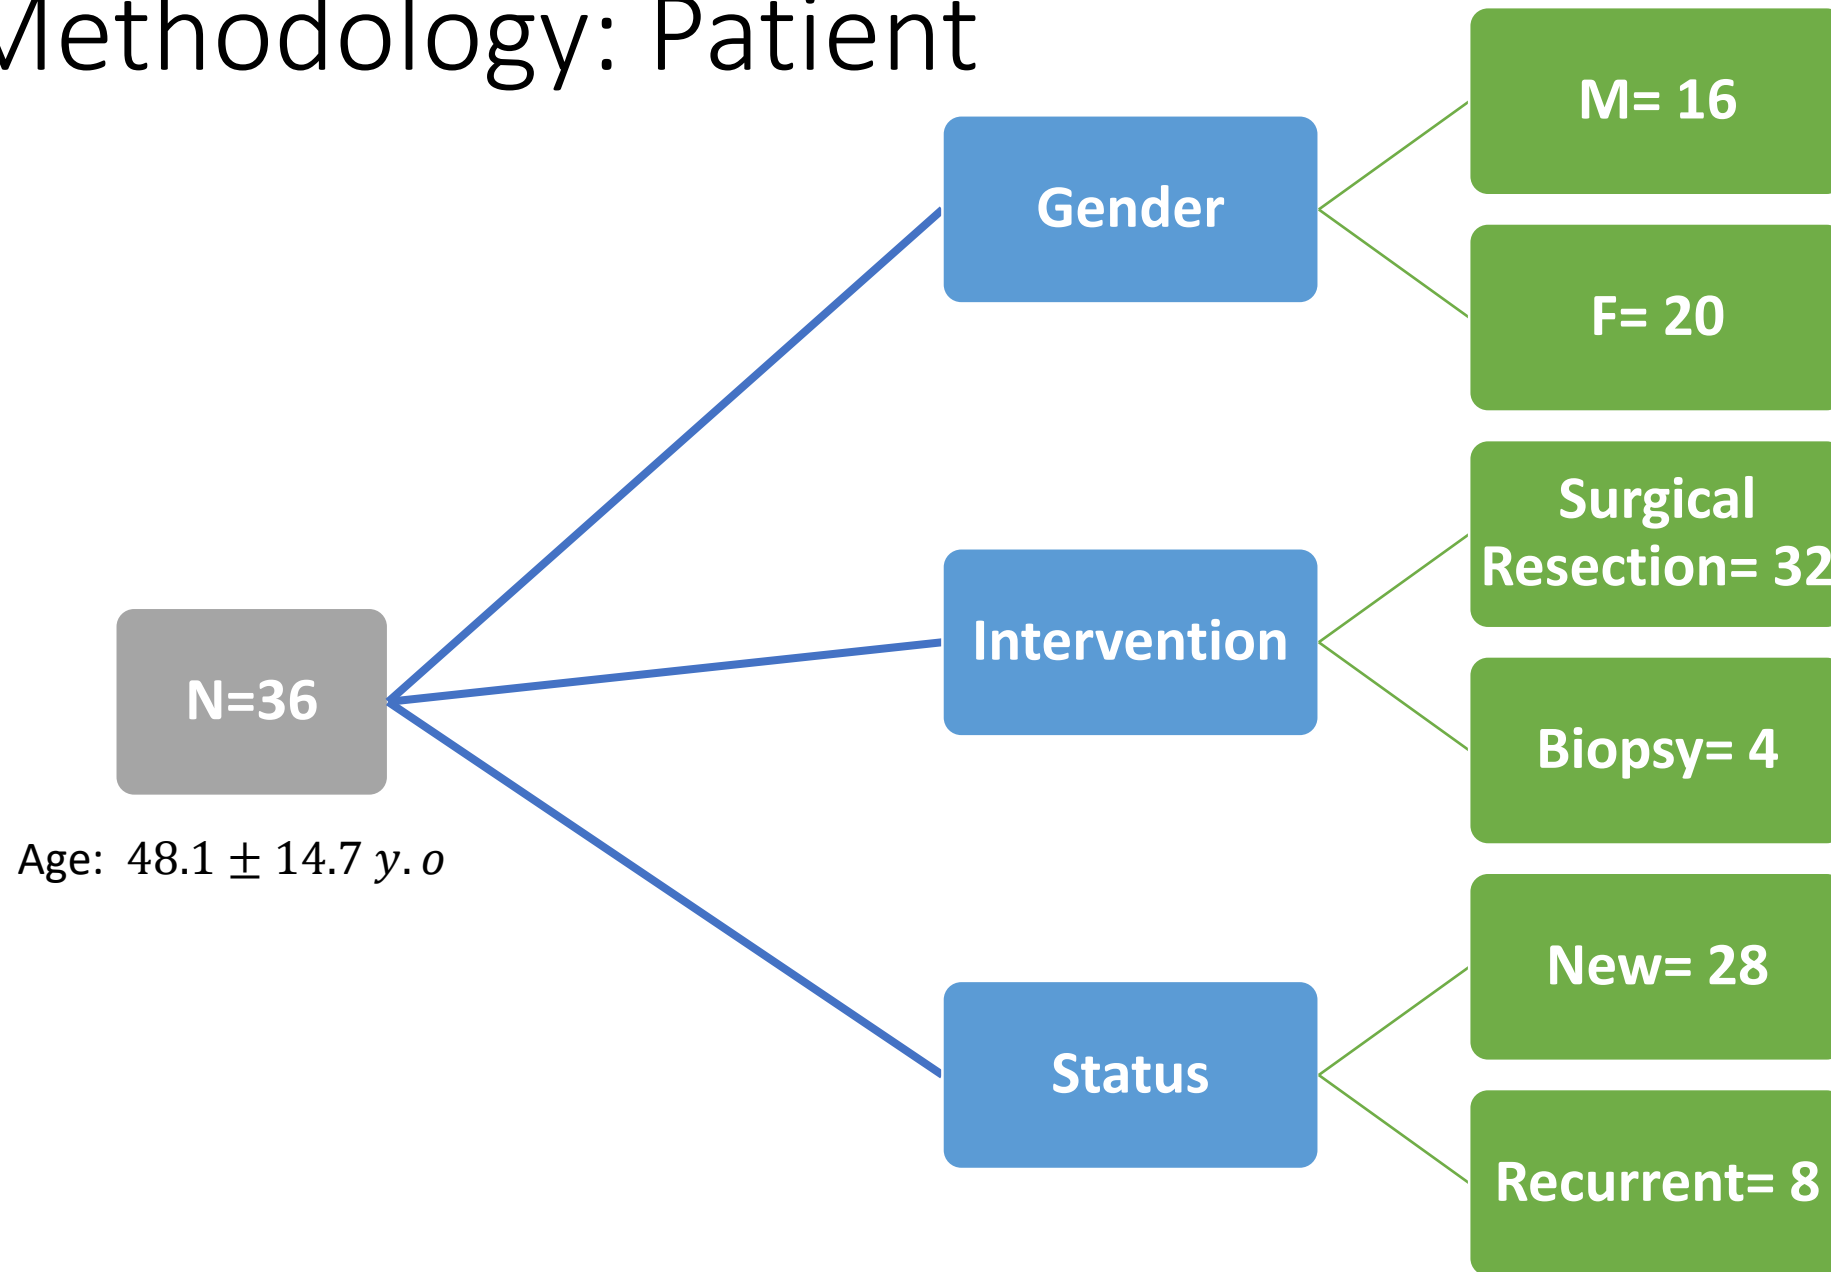 Methodology: Patient
M= 16
Gender
F= 20
Surgical
Resection= 32
Intervention
N=36
Biopsy= 4
Age: 48.1 ± 14.7 y. o
New= 28
Status
Recurrent= 8